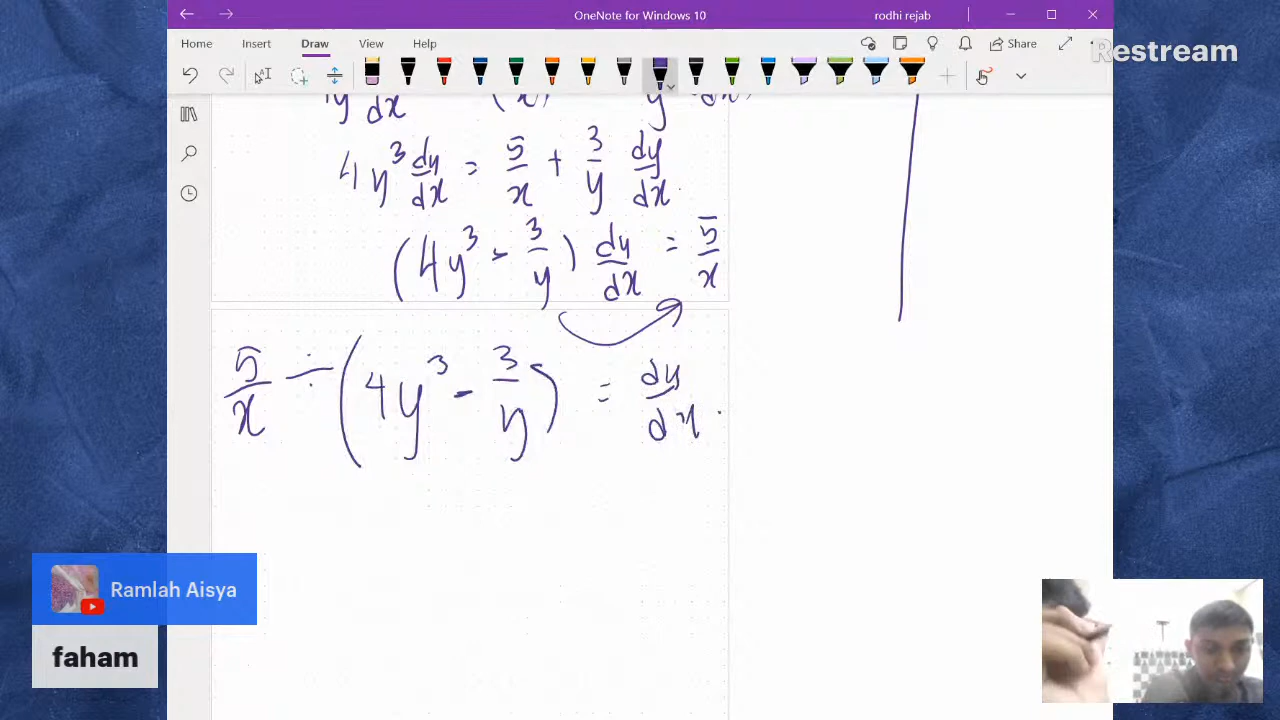 OneNote for Windows 10
rodhi rejab
Home Insert Draw View Help
Share
Restream
dx
4y³ dy/dx = 5/x + 3/y dy/dx
(4y³ - 3/y) dy/dx = 5/x
5/x ÷ (4y³ - 3/y) = dy/dx
Ramlah Aisya
faham